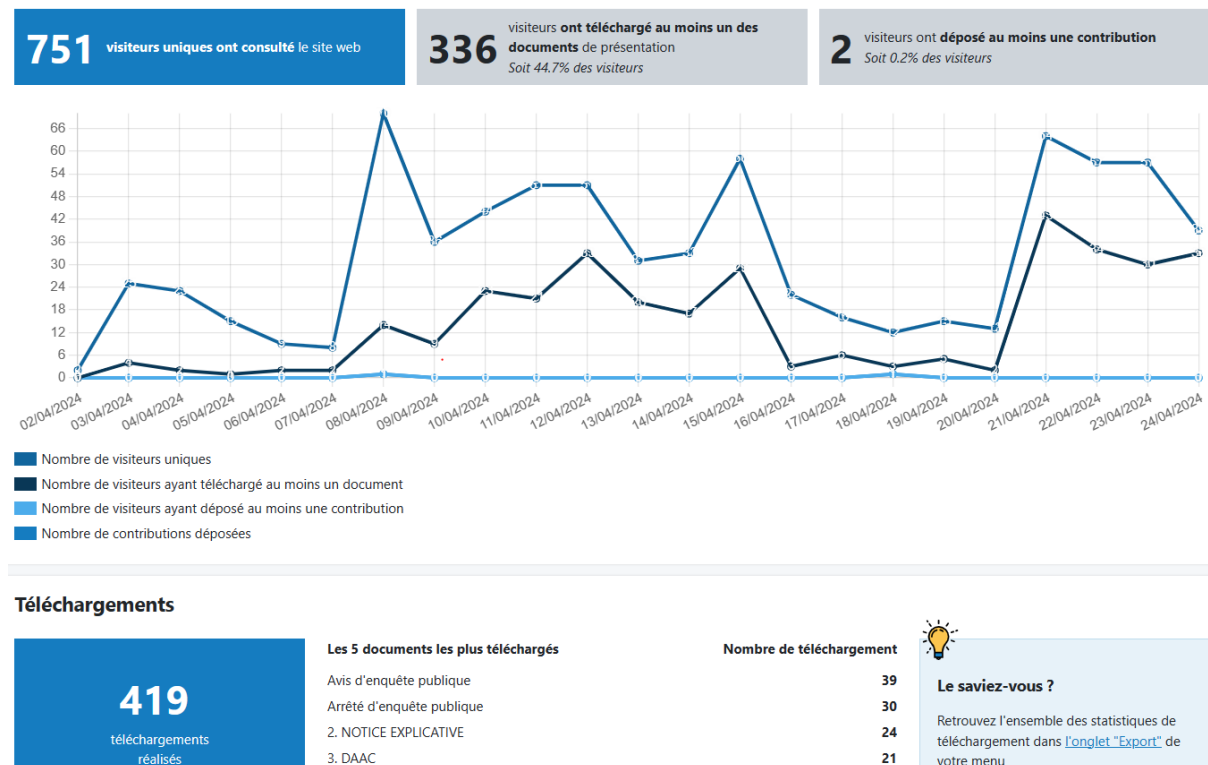 751 visiteurs uniques ont consulté le site web
336
visiteurs ont téléchargé au moins un des
documents de présentation
Soit 44.7% des visiteurs
2
visiteurs ont déposé au moins une contribution
Soit 0.2% des visiteurs
66
60
54
48
42
36
30
24
18
12
6
0
02/04/2024
03/04/2024
04/04/2024
05/04/2024
06/04/2024
07/04/2024
08/04/2024
09/04/2024
10/04/2024
11/04/2024
12/04/2024
13/04/2024
14/04/2024
15/04/2024
16/04/2024
17/04/2024
18/04/2024
19/04/2024
20/04/2024
21/04/2024
22/04/2024
23/04/2024
24/04/2024
Nombre de visiteurs uniques
Nombre de visiteurs ayant téléchargé au moins un document
Nombre de visiteurs ayant déposé au moins une contribution
Nombre de contributions déposées
Téléchargements
419
téléchargements
réalisés
Les 5 documents les plus téléchargés Nombre de téléchargement
Avis d'enquête publique 39
Arrêté d'enquête publique 30
2. NOTICE EXPLICATIVE 24
3. DAAC 21
Le saviez-vous ?
Retrouvez l'ensemble des statistiques de
téléchargement dans l'onglet "Export" de
votre menu